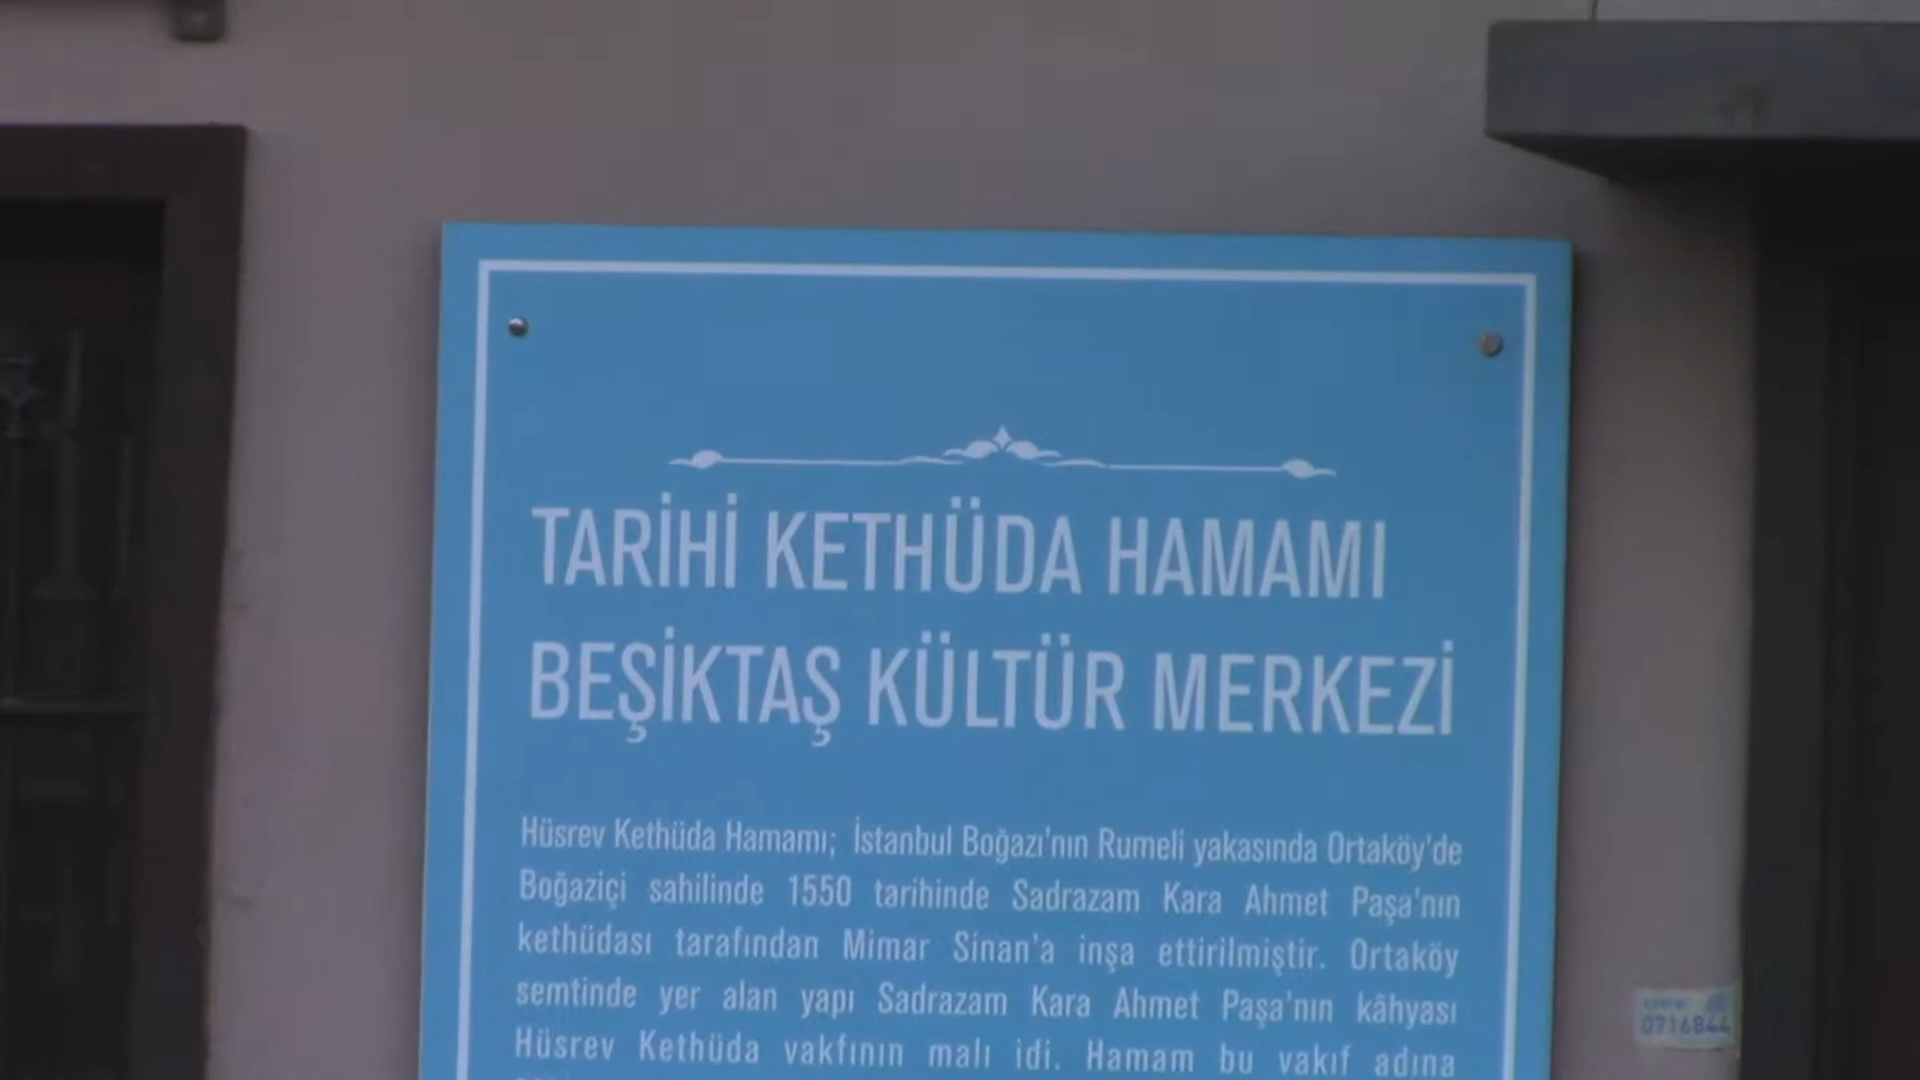 TARİHİ KETHÜDA HAMAMI
BEŞİKTAŞ KÜLTÜR MERKEZİ
Hüsrev Kethüda Hamamı; İstanbul Boğazı'nın Rumeli yakasında Ortaköy'de
Boğaziçi sahilinde 1550 tarihinde Sadrazam Kara Ahmet Paşa'nın
kethüdası tarafından Mimar Sinan'a inşa ettirilmiştir. Ortaköy
semtinde yer alan yapı Sadrazam Kara Ahmet Paşa'nın kâhyası
Hüsrev Kethüda vakfının malı idi. Hamam bu vakıf adına
0716844